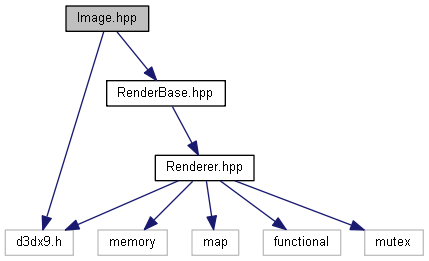 Image.hpp
RenderBase.hpp
Renderer.hpp
d3dx9.h
memory
map
functional
mutex